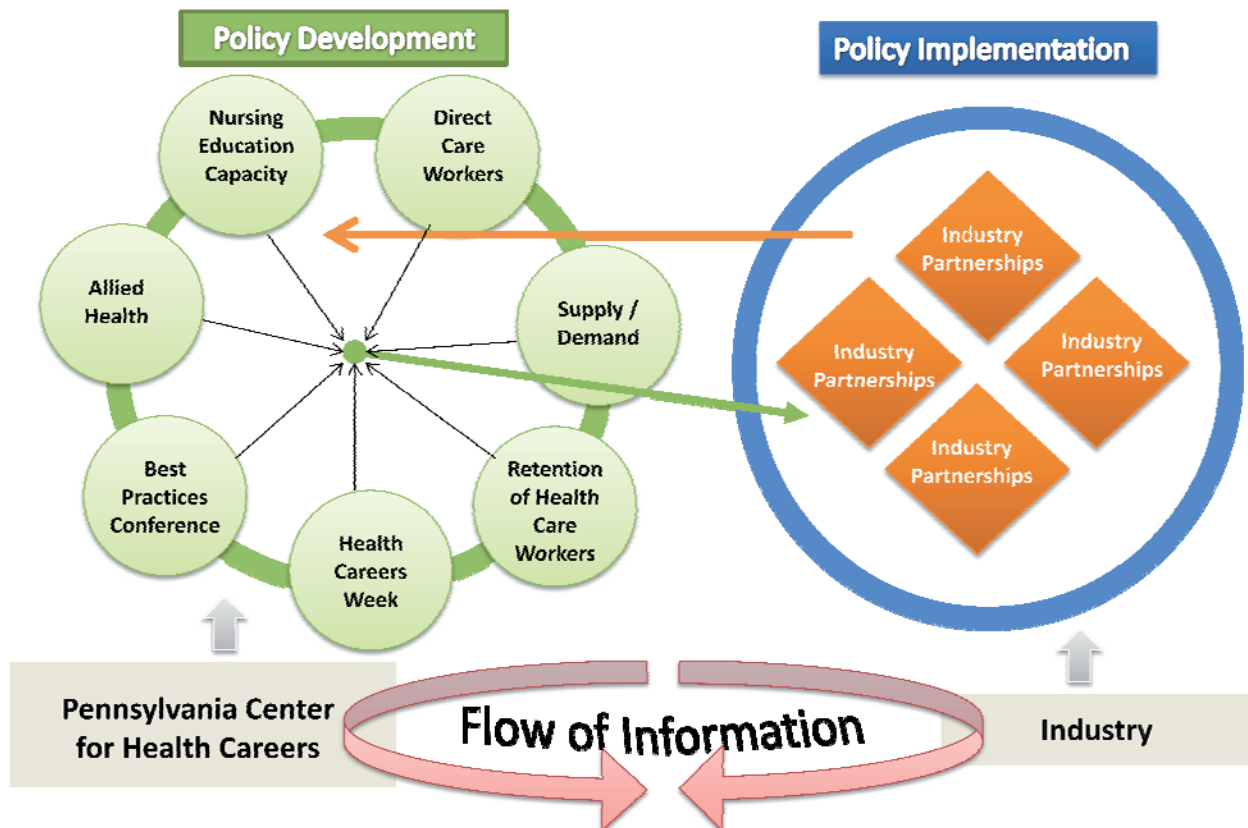 Policy Development
Policy Implementation
Nursing
Education
Capacity
Direct
Care
Workers
Allied
Health
Supply /
Demand
Best
Practices
Conference
Health
Careers
Week
Retention
of Health
Care
Workers
Industry
Partnerships
Industry
Partnerships
Industry
Partnerships
Industry
Partnerships
Pennsylvania Center
for Health Careers
Flow of Information
Industry